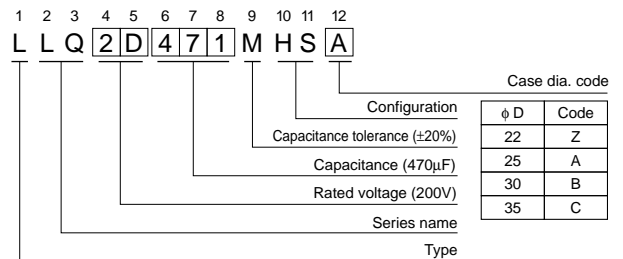 1 2 3 4 5 6 7 8 9 10 11 12
L L Q 2 D 4 7 1 M H S A
Case dia. code
Configuration
Capacitance tolerance (±20%)
Capacitance (470µF)
Rated voltage (200V)
Series name
Type
ϕ D Code
22 Z
25 A
30 B
35 C